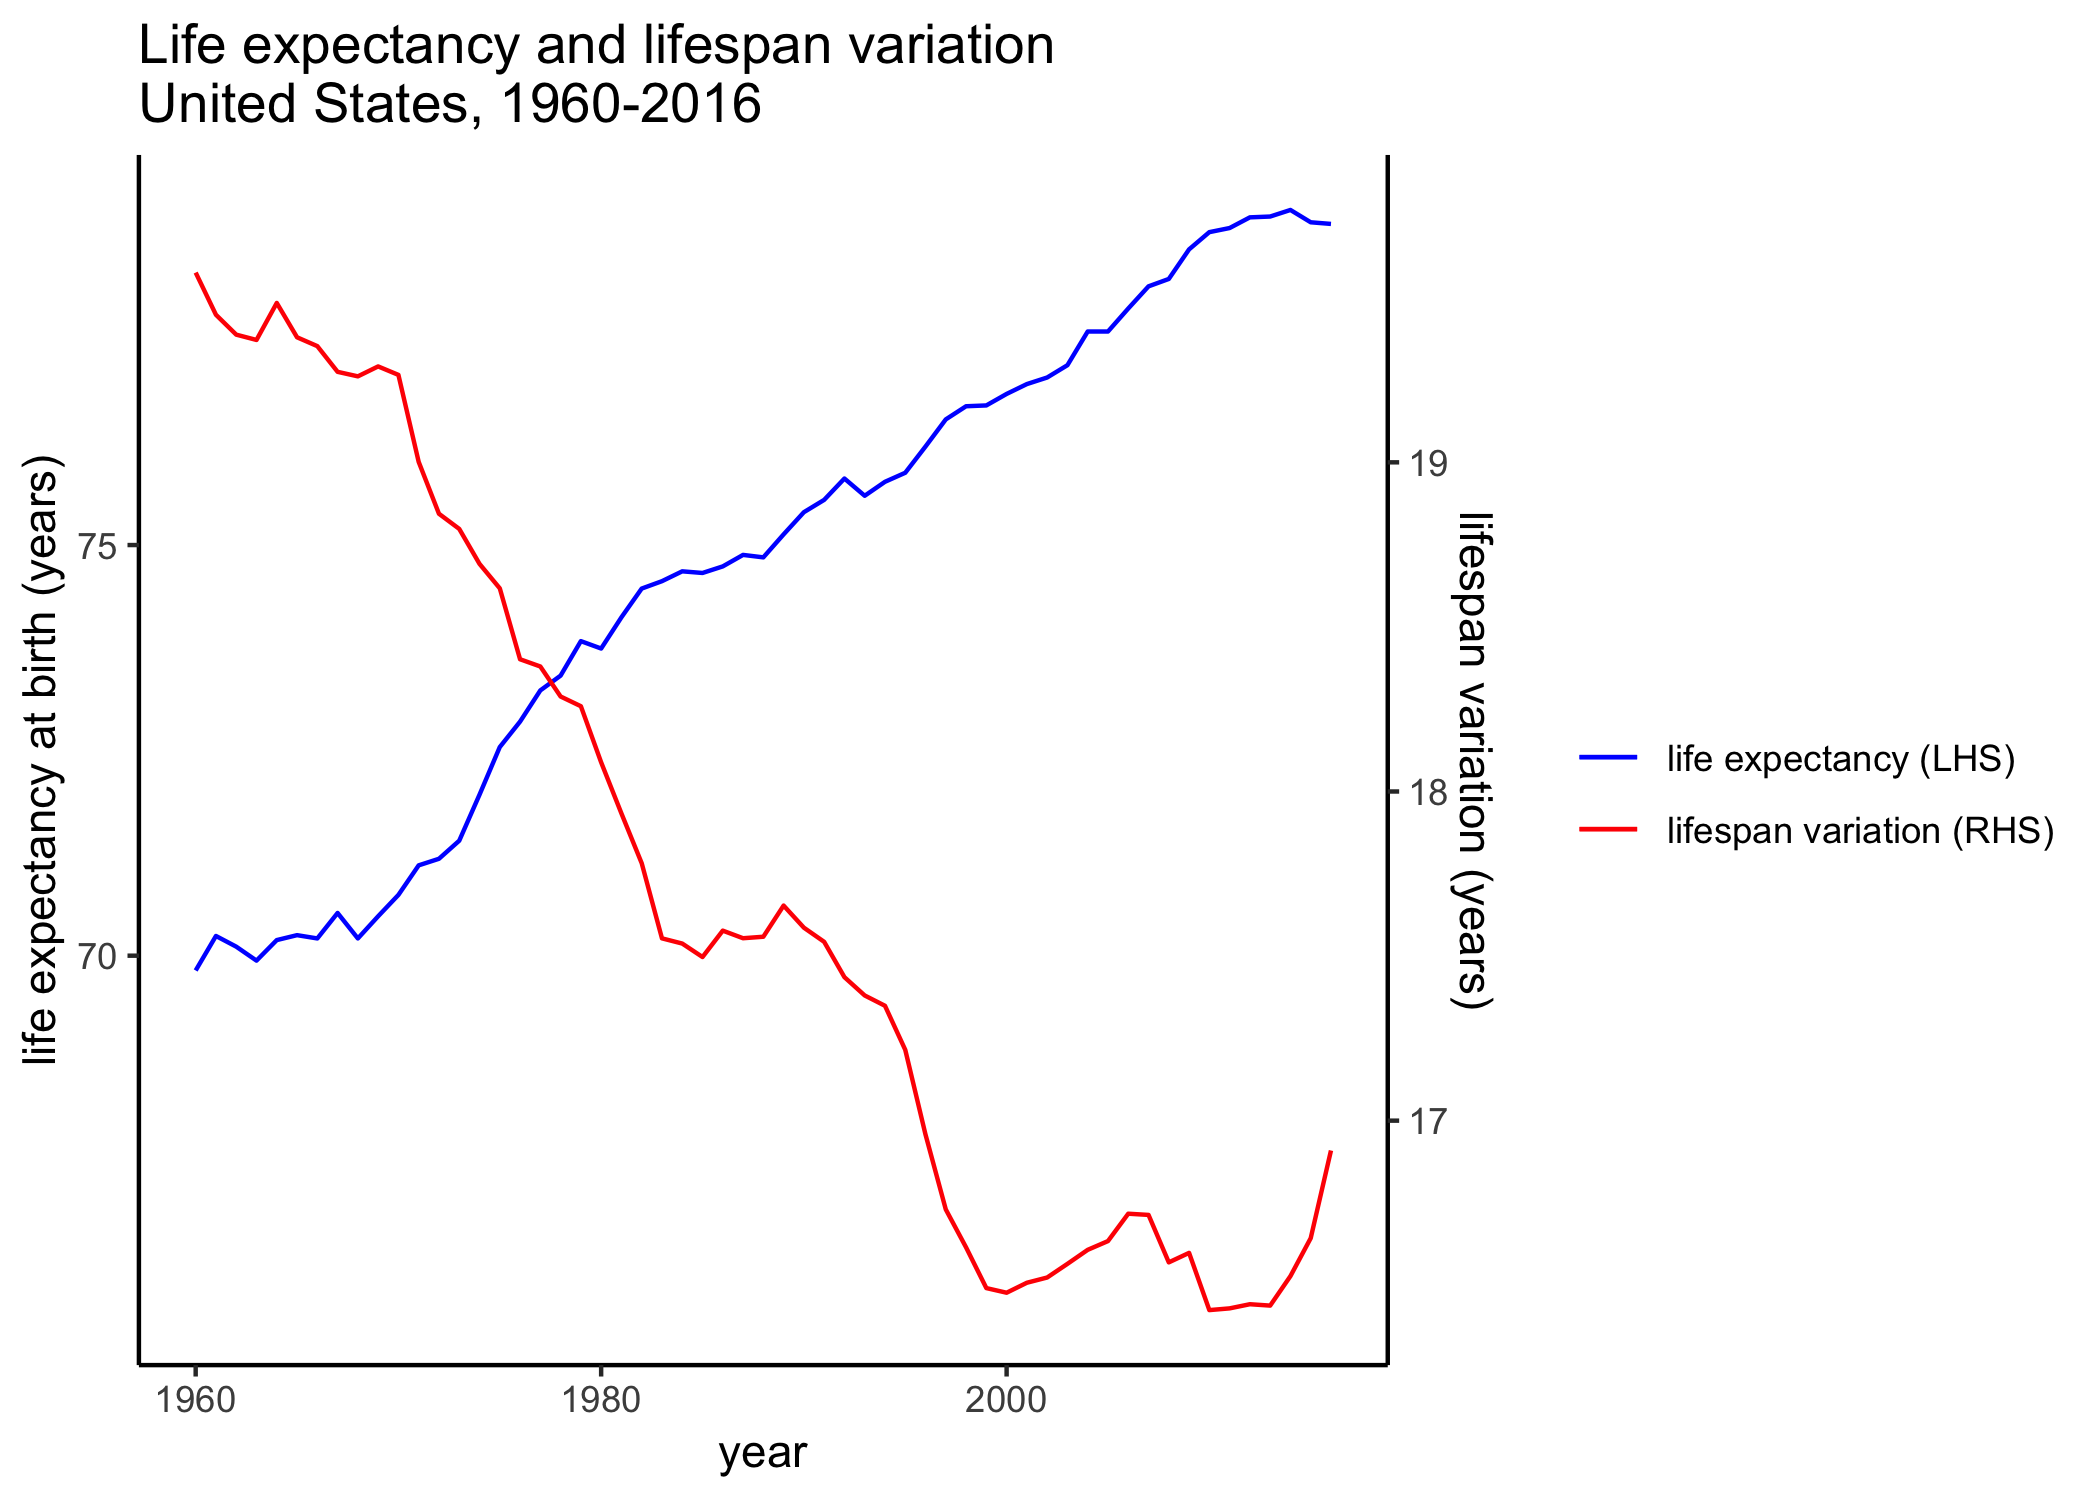 Life expectancy and lifespan variation
United States, 1960-2016
life expectancy at birth (years)
75
70
19
18
17
lifespan variation (years)
life expectancy (LHS)
lifespan variation (RHS)
1960
1980
2000
year